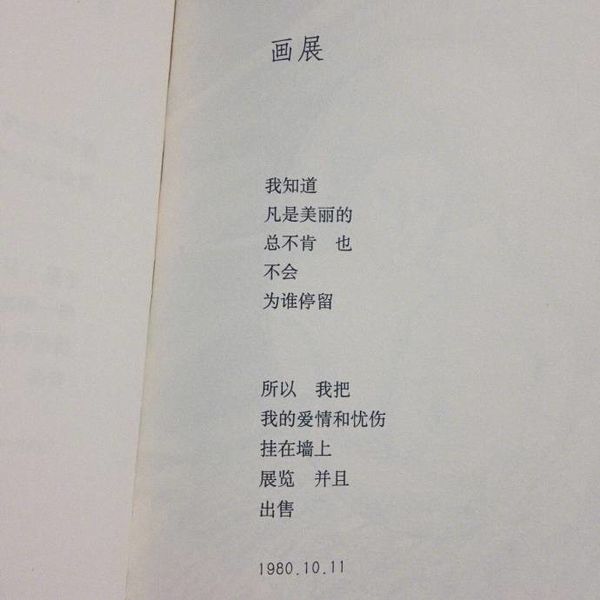 画展
我知道
凡是美丽的
总不肯　也
不会
为谁停留
所以　我把
我的爱情和忧伤
挂在墙上
展览　并且
出售
1980.10.11